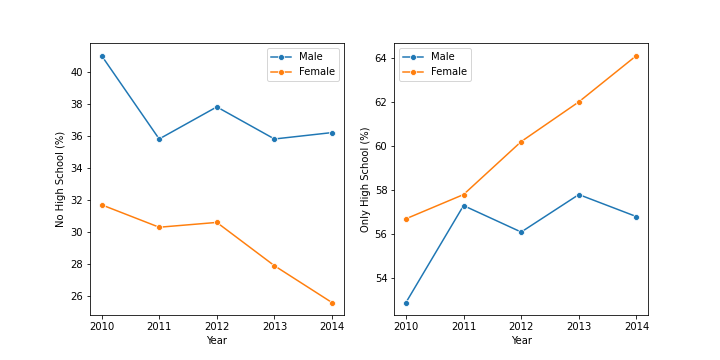 Male
Female
40
38
36
34
32
30
28
26
No High School (%)
2010 2011 2012 2013 2014
Year
Male
Female
64
62
60
58
56
54
Only High School (%)
2010 2011 2012 2013 2014
Year